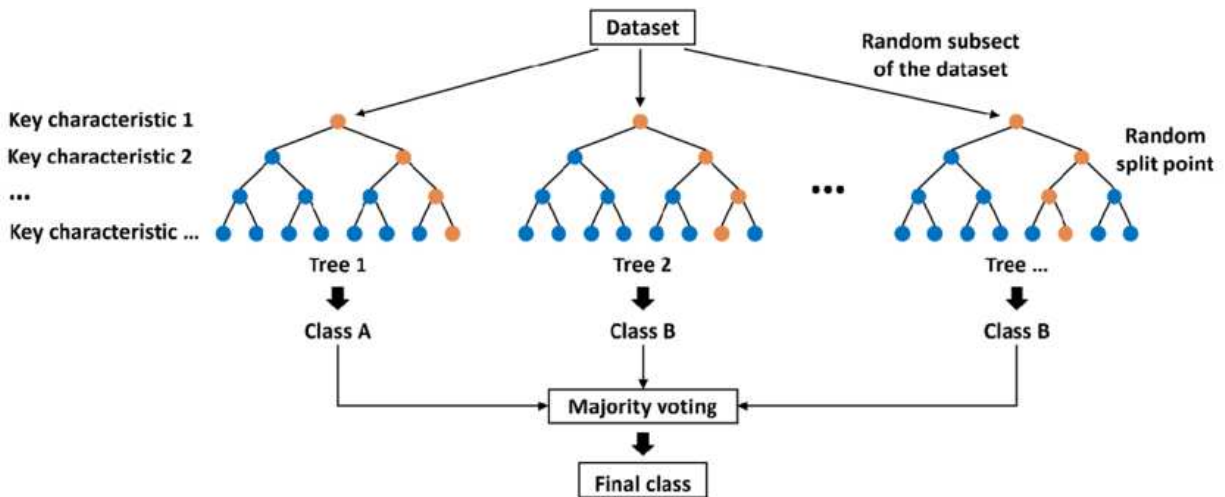 Dataset
Random subsect
of the dataset
Key characteristic 1
Key characteristic 2
Random
split point
...
...
Key characteristic ...
Tree 1
Tree 2
Tree ...
Class A
Class B
Class B
Majority voting
Final class